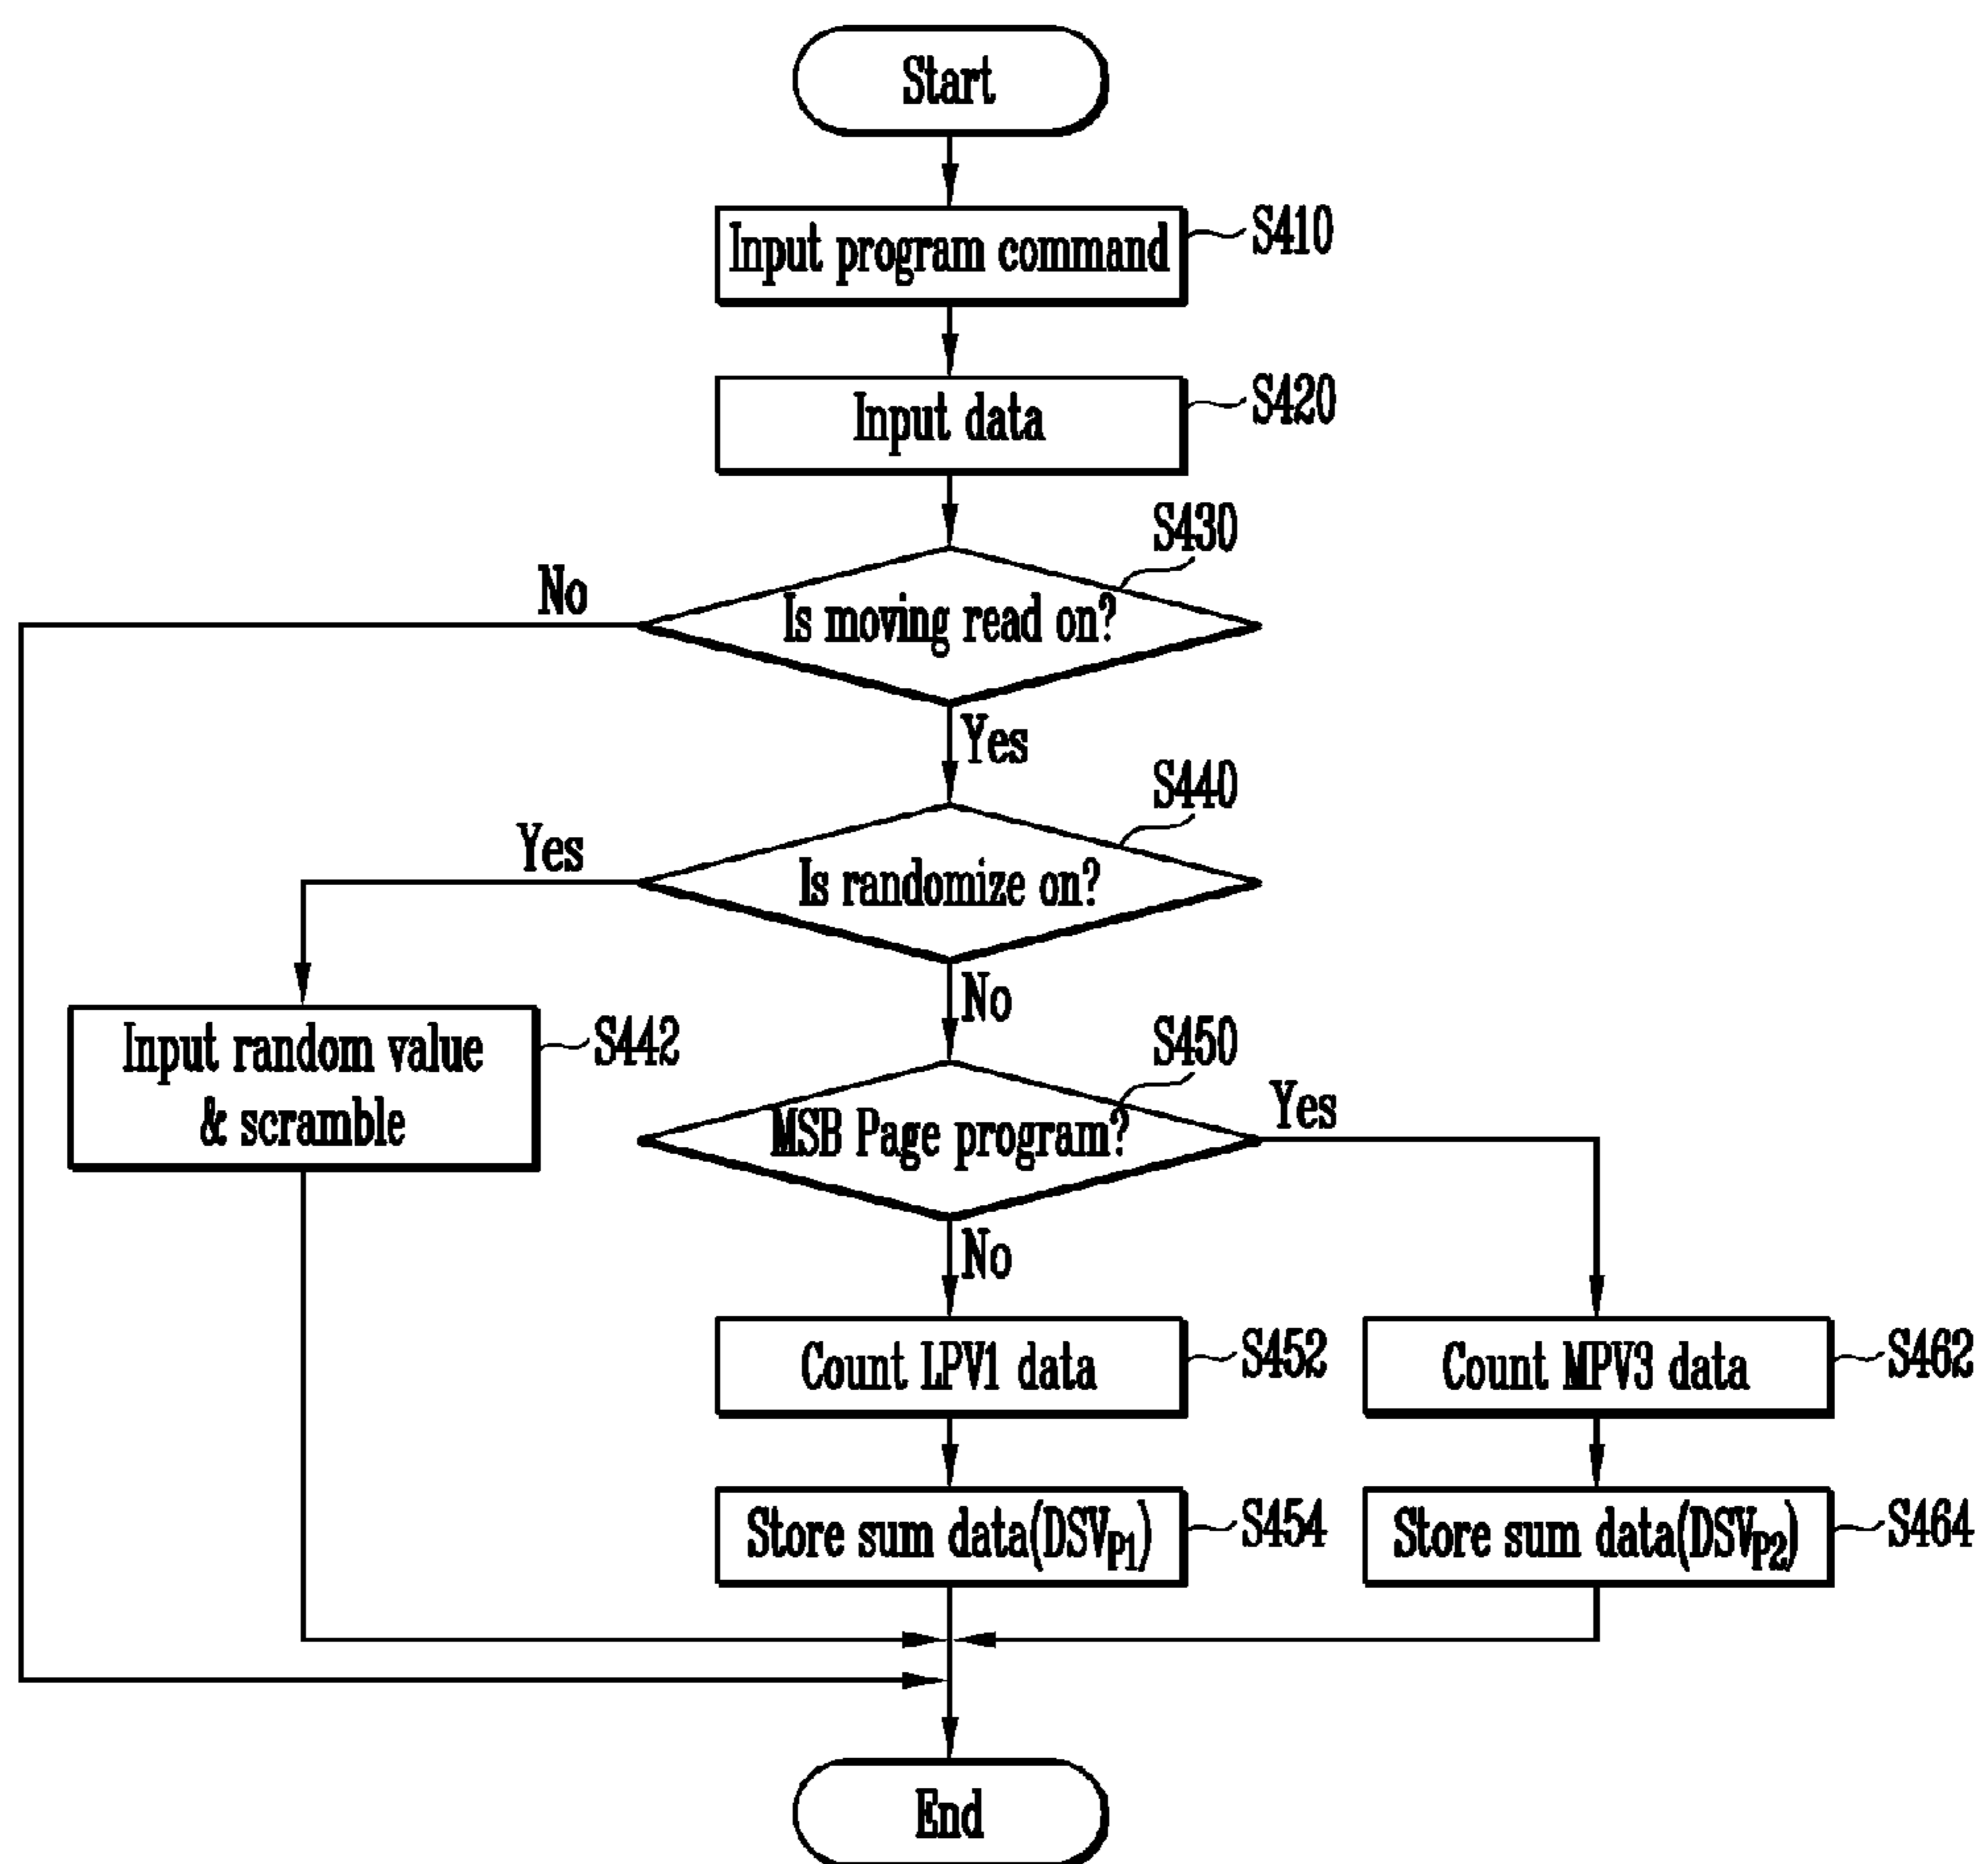 Start
Input program command
S410
Input data
S420
S430
No
Is moving read on?
Yes
S440
Yes
Is randomize on?
No
Input random value
& scramble
S442
S450
MSB Page program?
Yes
No
Count LPV1 data
S452
Count MPV3 data
S462
Store sum data(DSVP1)
S454
Store sum data(DSVP2)
S464
End